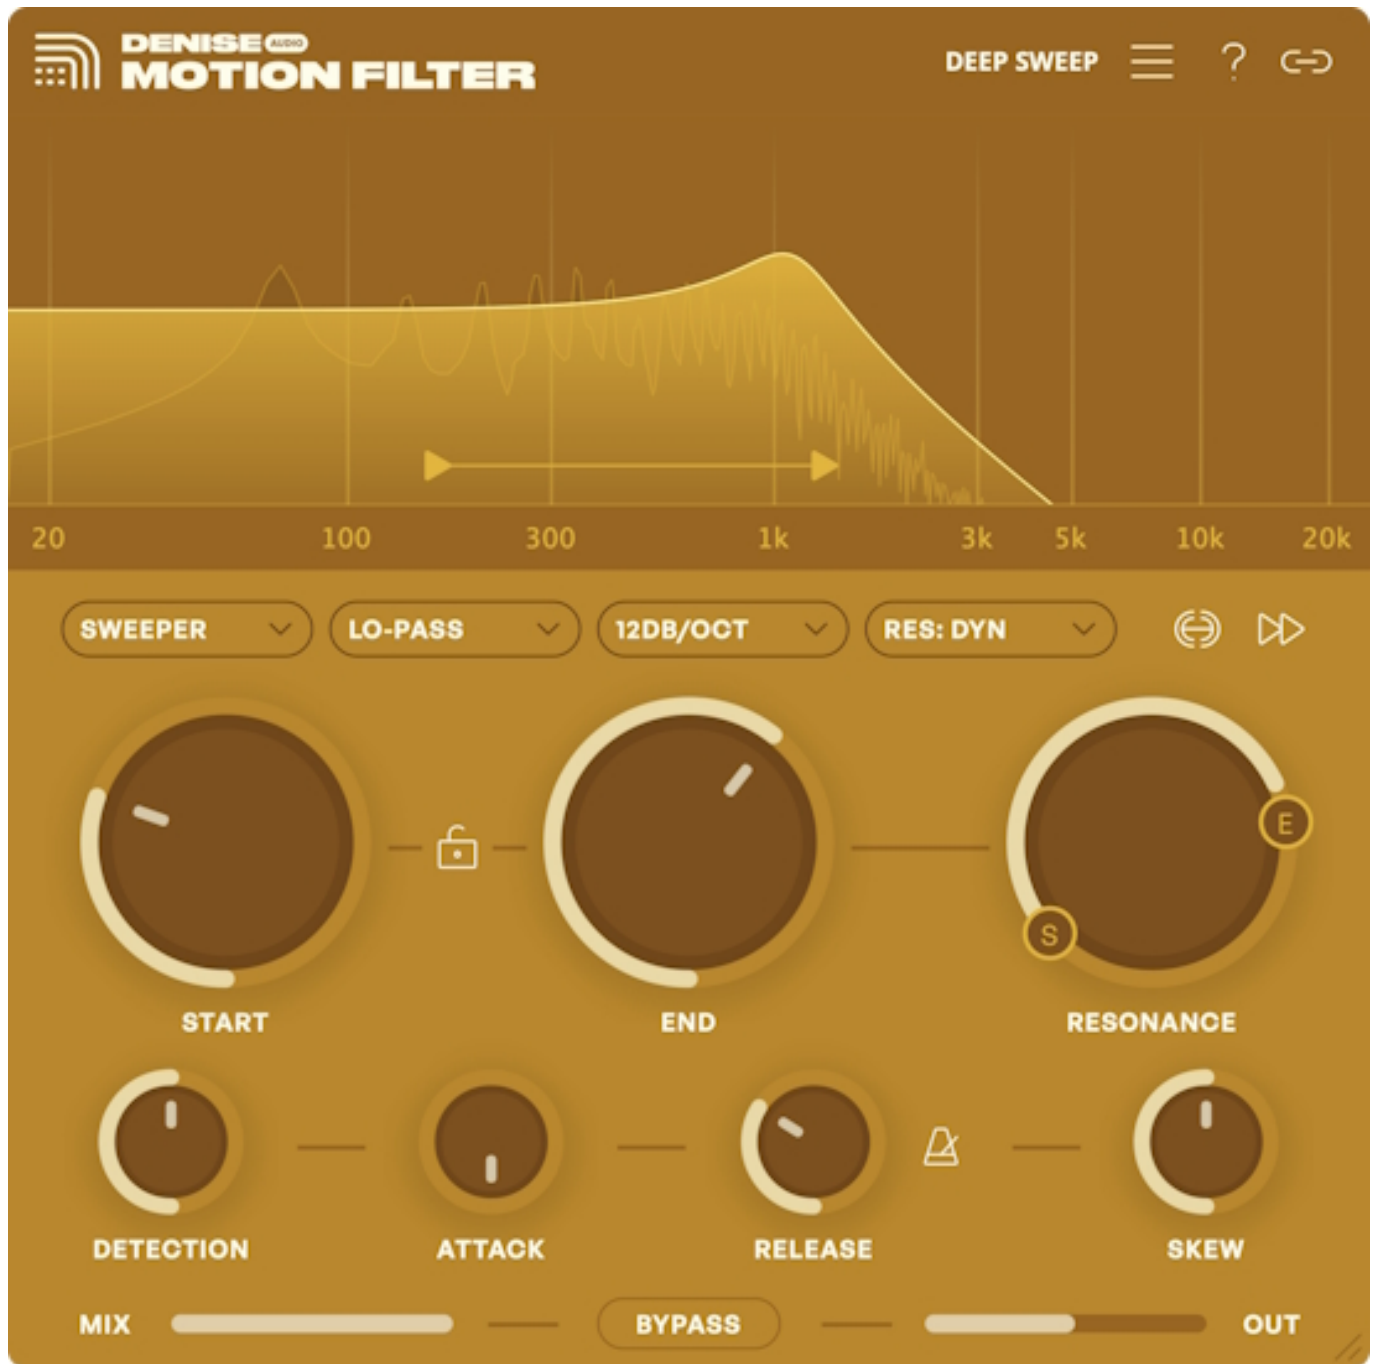 DENISE AUDIO
MOTION FILTER
DEEP SWEEP
?
20 100 300 1k 3k 5k 10k 20k
SWEEPER LO-PASS 12DB/OCT RES: DYN
E
S
START END RESONANCE
DETECTION ATTACK RELEASE SKEW
MIX BYPASS OUT